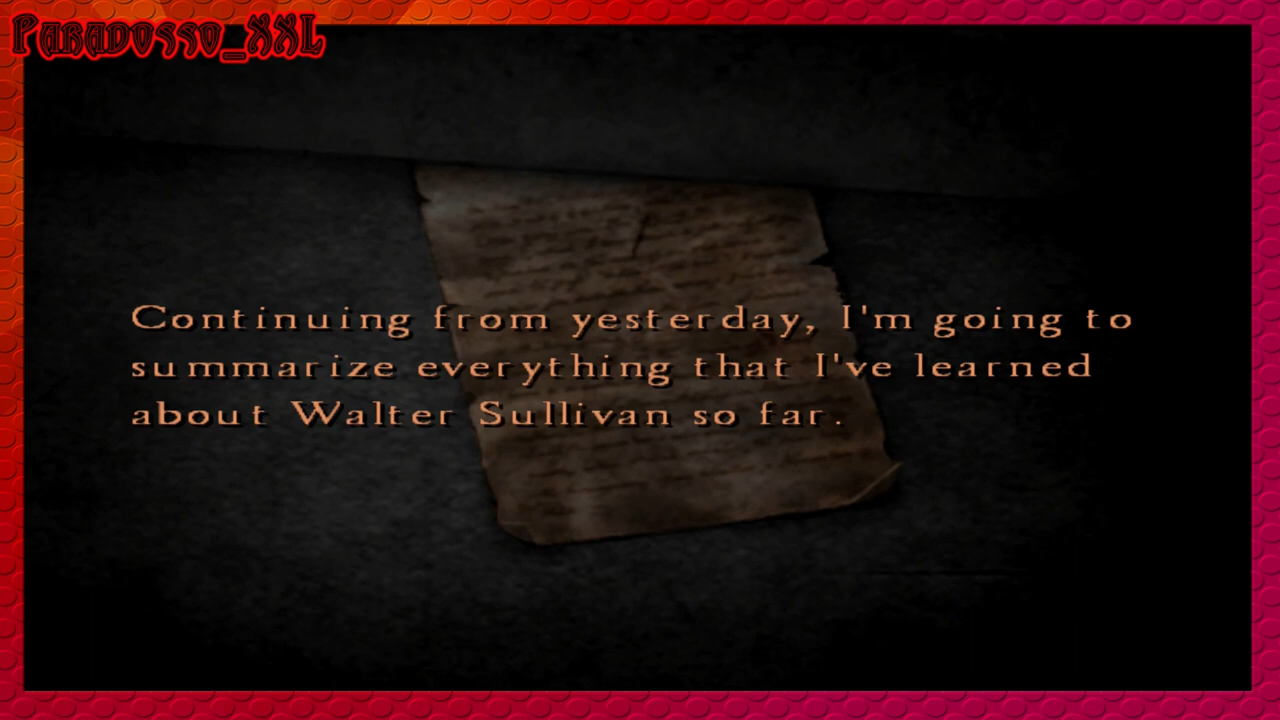 Paradosso_XXL
Continuing from yesterday, I'm going to
summarize everything that I've learned
about Walter Sullivan so far.